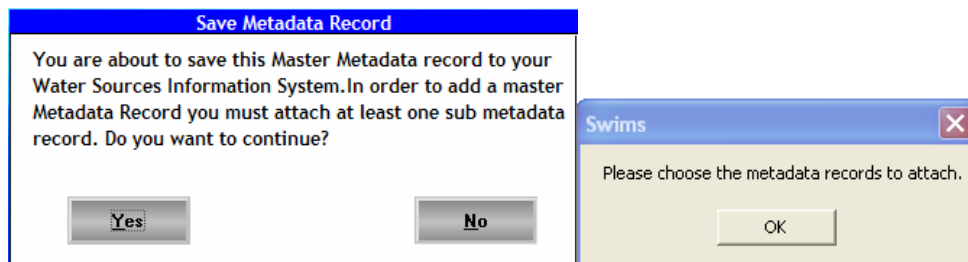 Save Metadata Record
You are about to save this Master Metadata record to your
Water Sources Information System.In order to add a master
Metadata Record you must attach at least one sub metadata
record. Do you want to continue?
Yes
No
Swims
Please choose the metadata records to attach.
OK